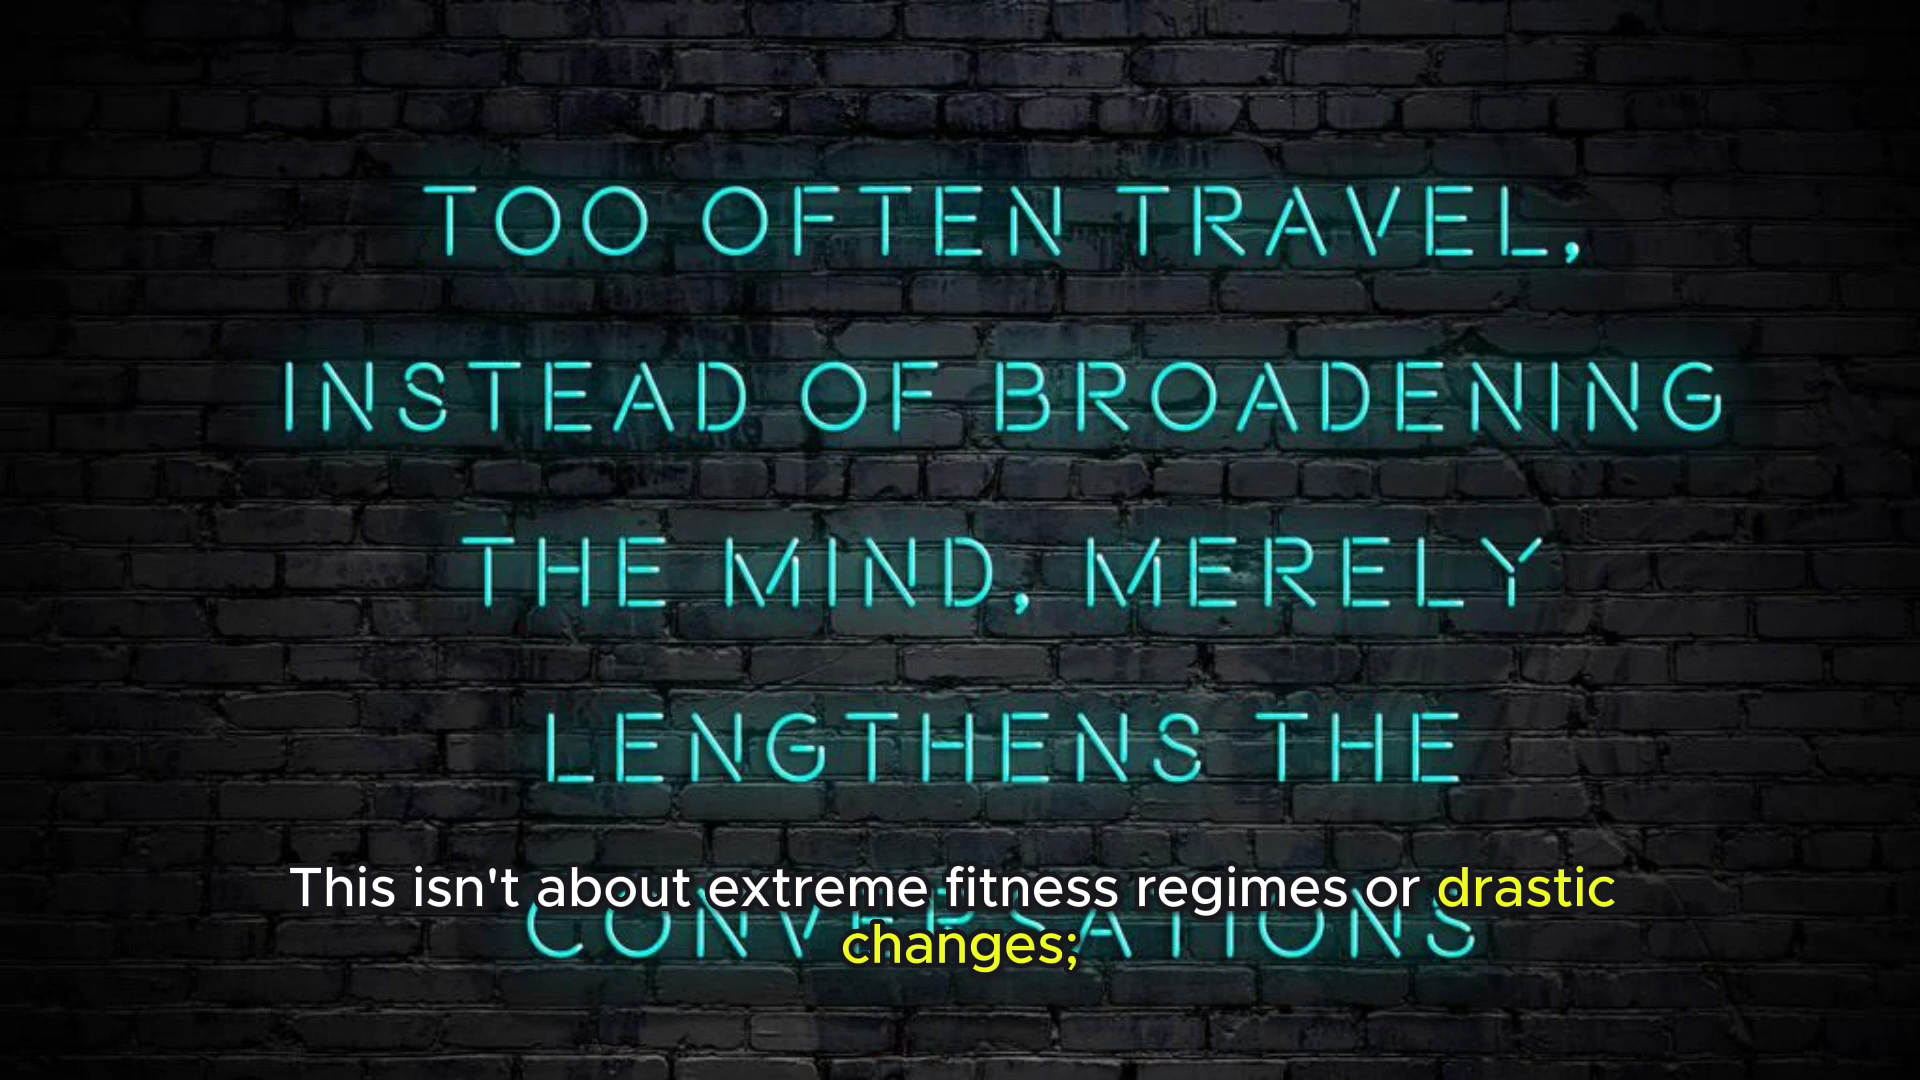 TOO OFTEN TRAVEL,
INSTEAD OF BROADENING
THE MIND, MERELY
LENGTHENS THE
CONVERSATIONS
This isn't about extreme fitness regimes or drastic
changes;